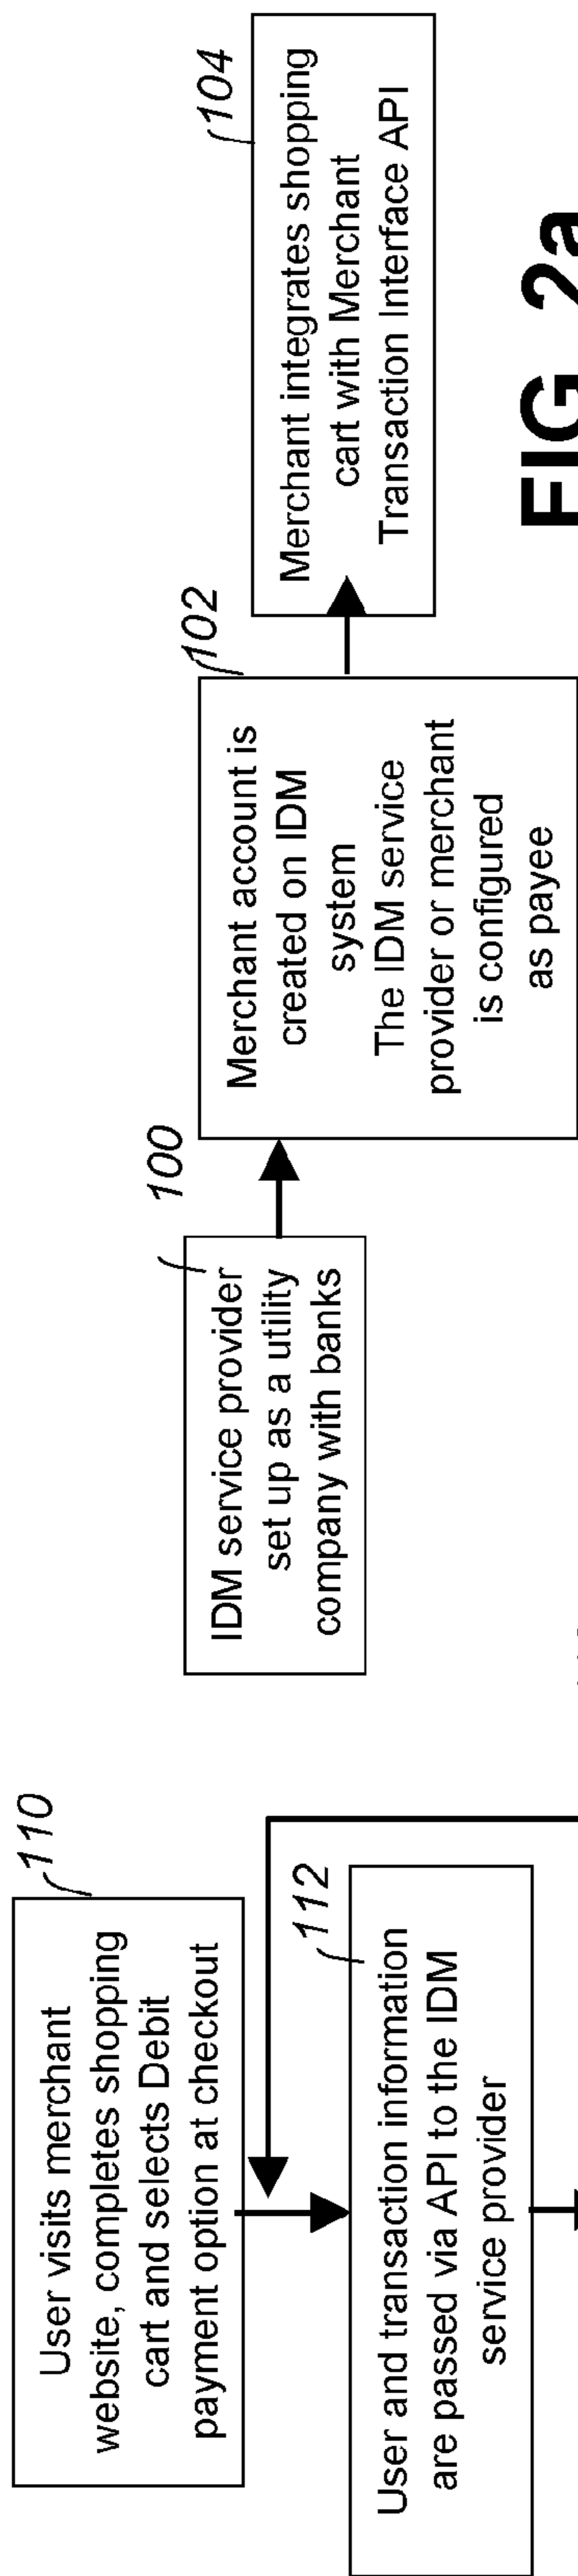 100
IDM service provider
set up as a utility
company with banks
102
Merchant account is
created on IDM
system
The IDM service
provider or merchant
is configured
as payee
104
Merchant integrates shopping
cart with Merchant
Transaction Interface API
FIG. 2a
110
User visits merchant
website, completes shopping
cart and selects Debit
payment option at checkout
112
User and transaction information
are passed via API to the IDM
service provider